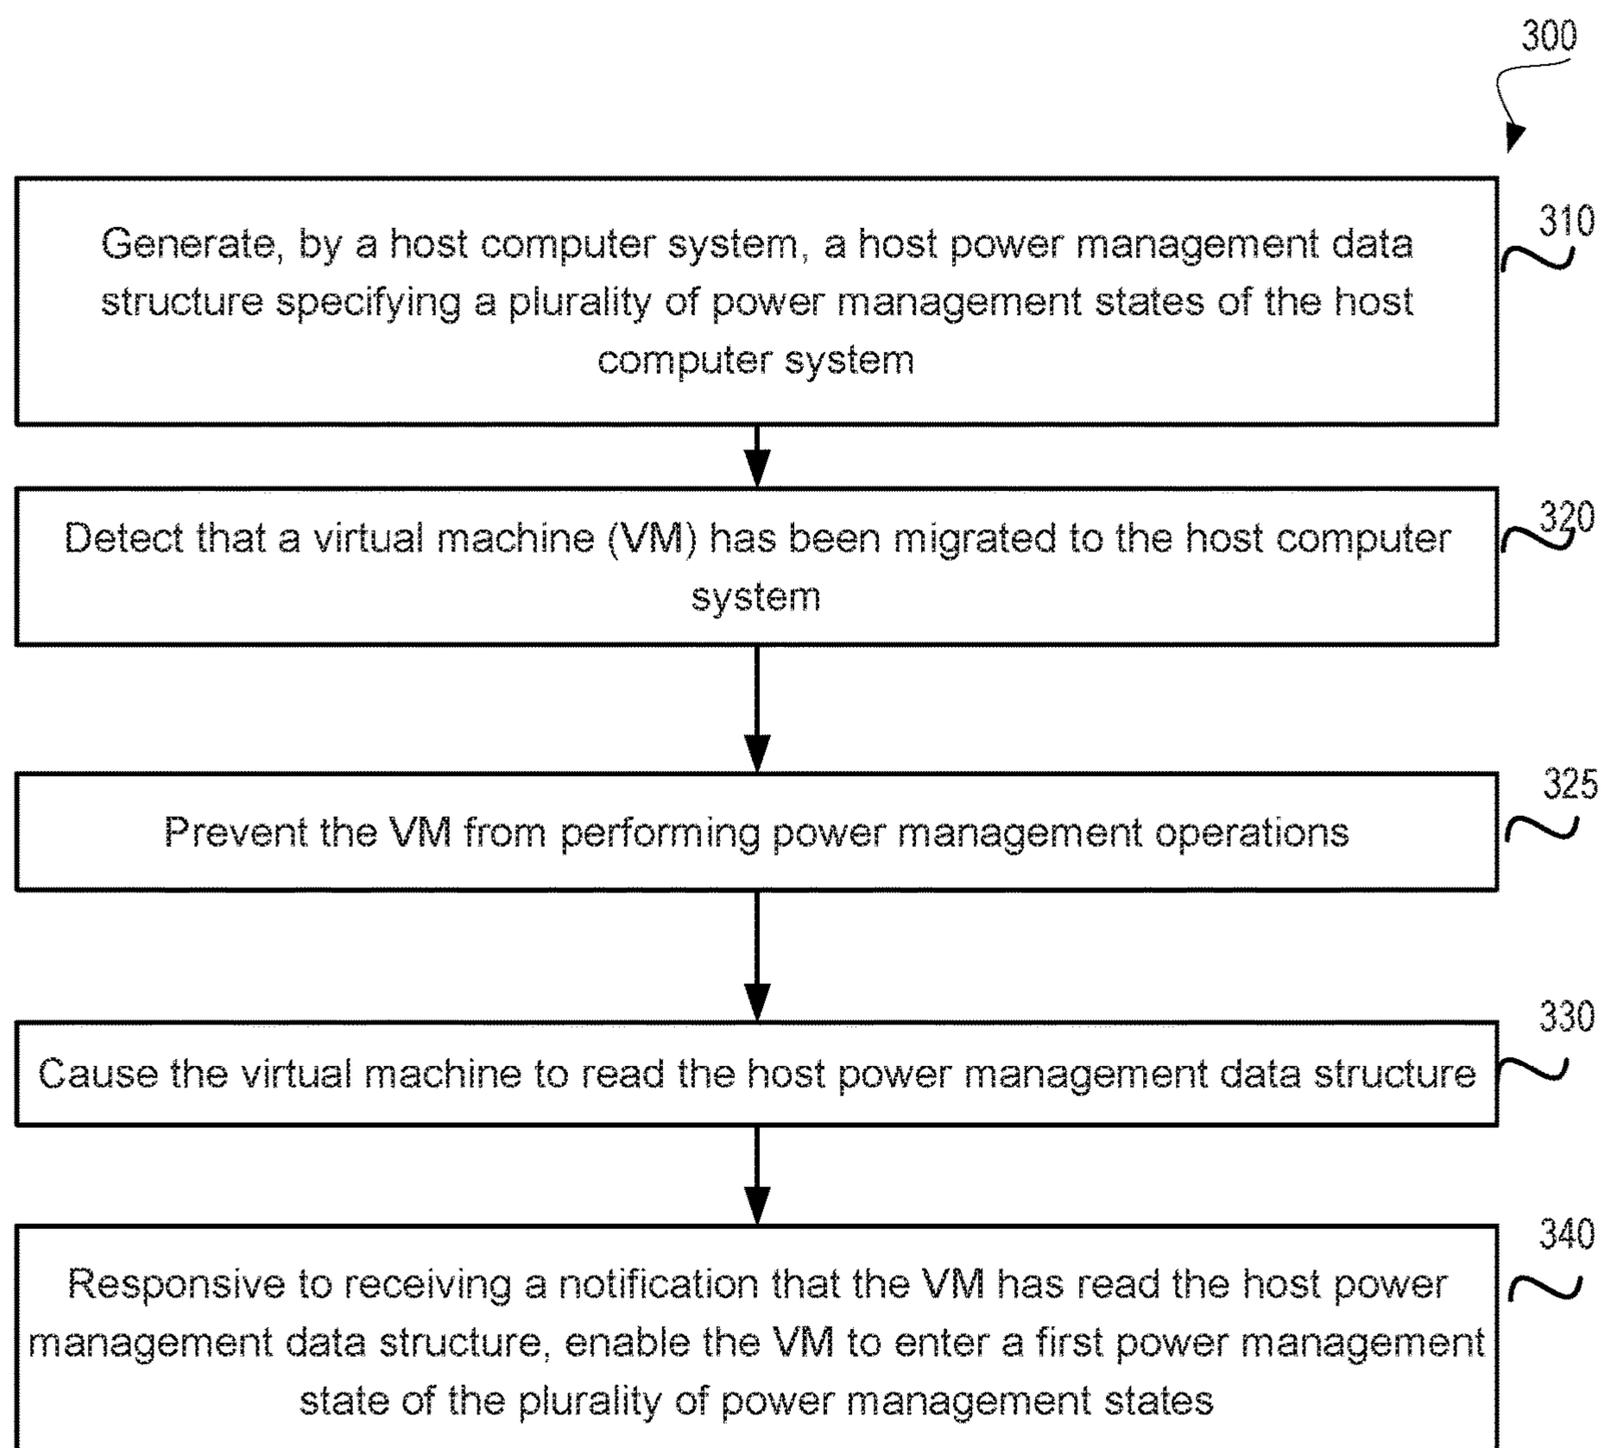 300
310
Generate, by a host computer system, a host power management data
structure specifying a plurality of power management states of the host
computer system
320
Detect that a virtual machine (VM) has been migrated to the host computer
system
325
Prevent the VM from performing power management operations
330
Cause the virtual machine to read the host power management data structure
340
Responsive to receiving a notification that the VM has read the host power
management data structure, enable the VM to enter a first power management
state of the plurality of power management states